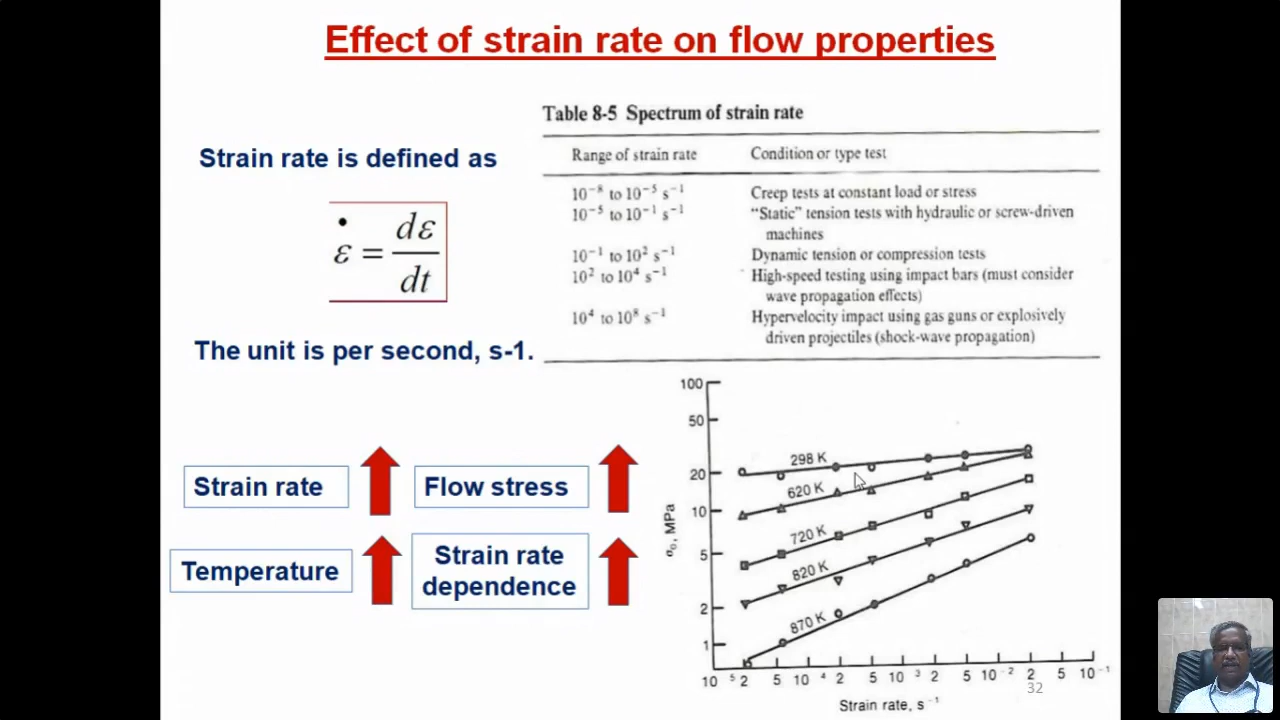 Effect of strain rate on flow properties
Strain rate is defined as
ε̇ = dε/dt
The unit is per second, s-1.
Table 8-5 Spectrum of strain rate
Range of strain rate Condition or type test
10⁻⁸ to 10⁻⁵ s⁻¹ Creep tests at constant load or stress
10⁻⁵ to 10⁻¹ s⁻¹ “Static” tension tests with hydraulic or screw-driven
machines
10⁻¹ to 10² s⁻¹ Dynamic tension or compression tests
10² to 10⁴ s⁻¹ High-speed testing using impact bars (must consider
wave propagation effects)
10⁴ to 10⁸ s⁻¹ Hypervelocity impact using gas guns or explosively
driven projectiles (shock-wave propagation)
Strain rate
Flow stress
Temperature
Strain rate
dependence
100
50
20
10
5
2
1
σ₀, MPa
298 K
620 K
720 K
820 K
870 K
10 ⁵ 2 5 10 ⁴ 2 5 10 ³ 2 5 10⁻² 2 5 10⁻¹
Strain rate, s⁻¹
32